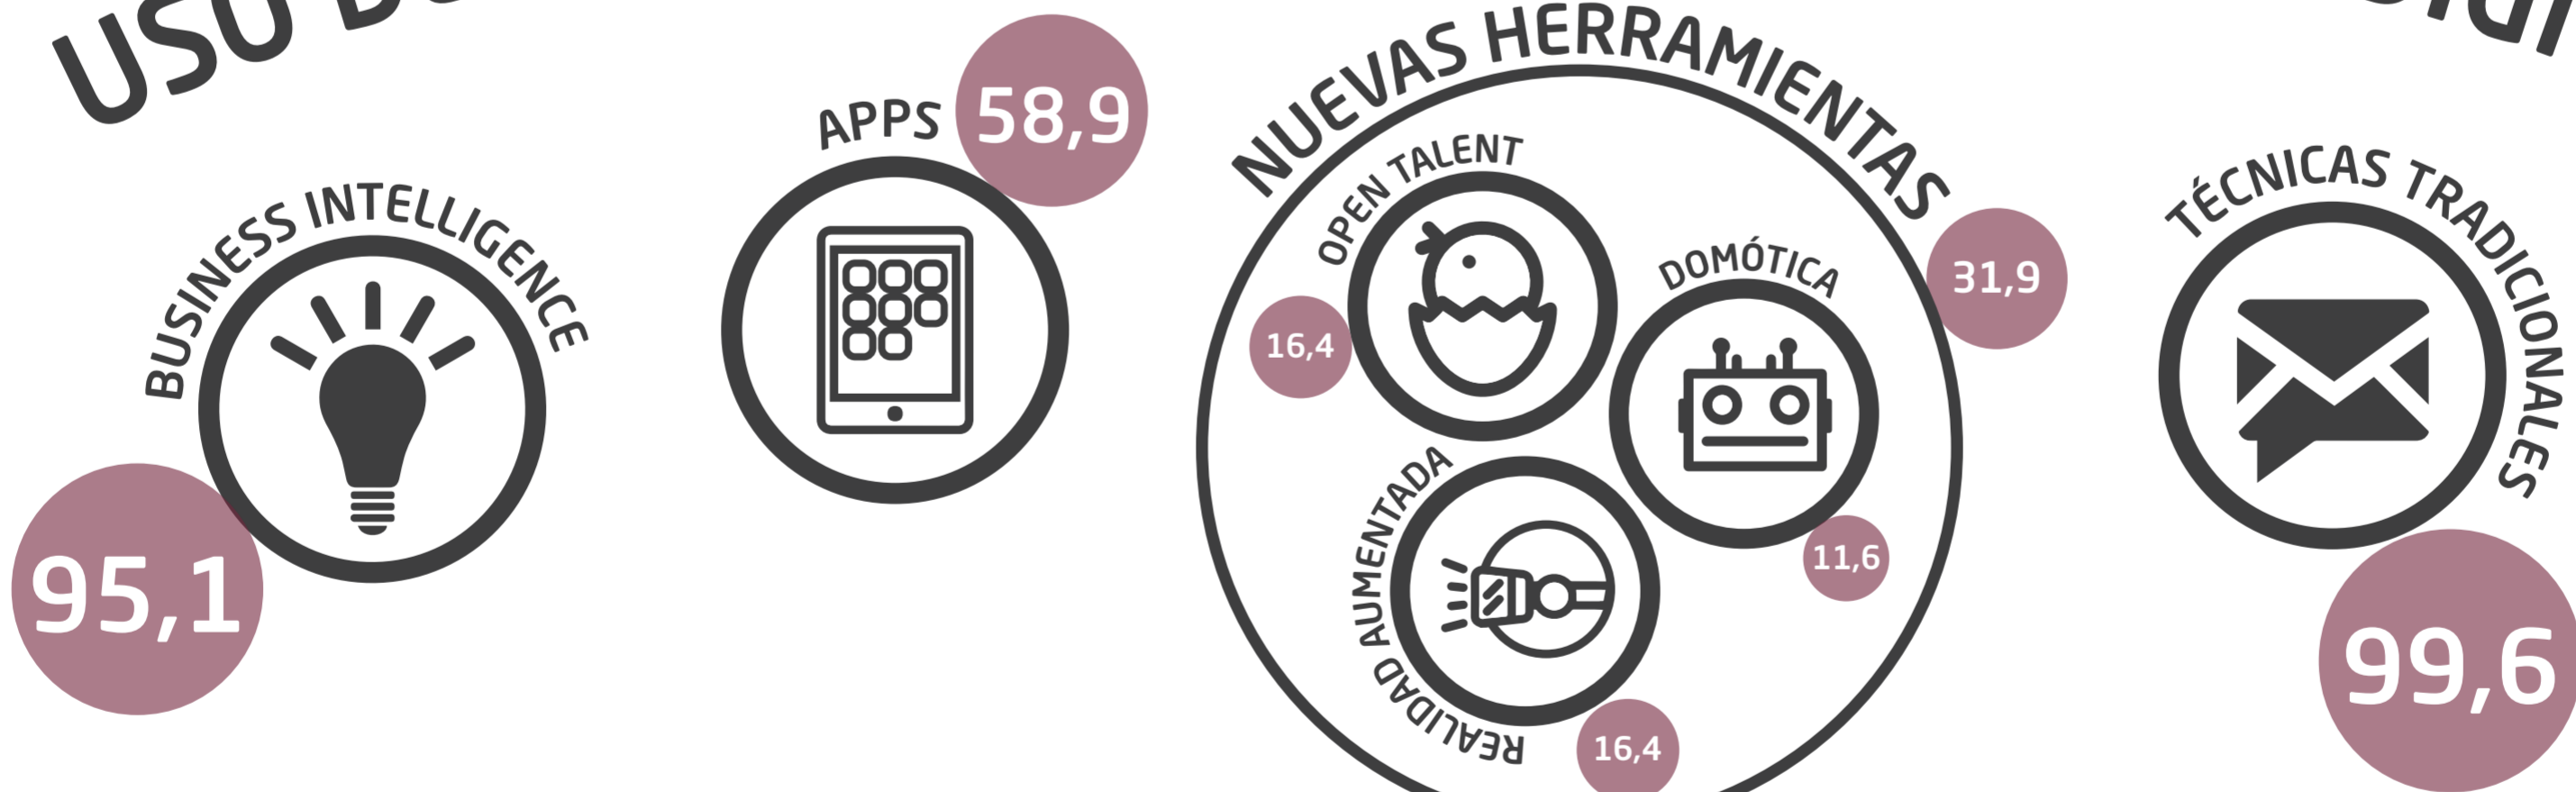 USO
BUSINESS INTELLIGENCE
95,1
APPS
58,9
NUEVAS HERRAMIENTAS
31,9
OPEN TALENT
16,4
DOMÓTICA
11,6
REALIDAD AUMENTADA
16,4
TÉCNICAS TRADICIONALES
99,6